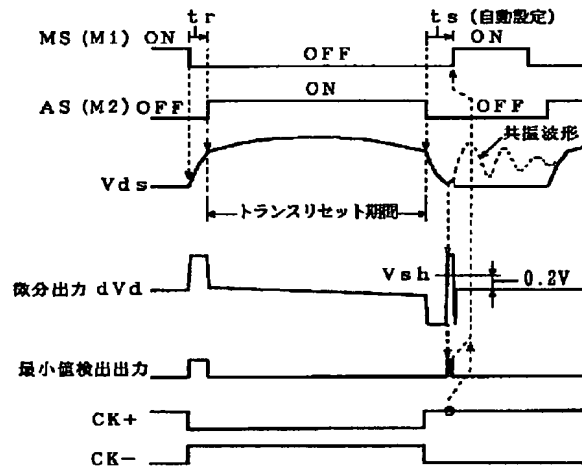 tr ts (自動設定)
MS (M1) ON OFF ON
AS (M2) OFF ON OFF
共振波形
Vds
トランスリセット期間
Vsh
0.2V
微分出力 dVd
最小値検出出力
CK+
CK−